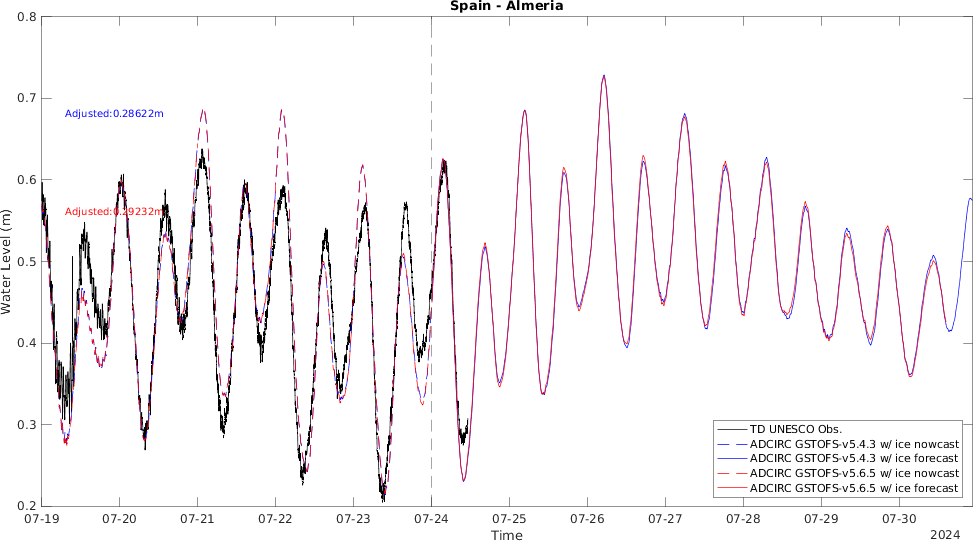 Spain - Almeria
0.8
0.7
0.6
0.5
0.4
0.3
0.2
Water Level (m)
Adjusted:0.28622m
Adjusted:0.29232m
TD UNESCO Obs.
ADCIRC GSTOFS-v5.4.3 w/ ice nowcast
ADCIRC GSTOFS-v5.4.3 w/ ice forecast
ADCIRC GSTOFS-v5.6.5 w/ ice nowcast
ADCIRC GSTOFS-v5.6.5 w/ ice forecast
07-19 07-20 07-21 07-22 07-23 07-24 07-25 07-26 07-27 07-28 07-29 07-30
Time
2024